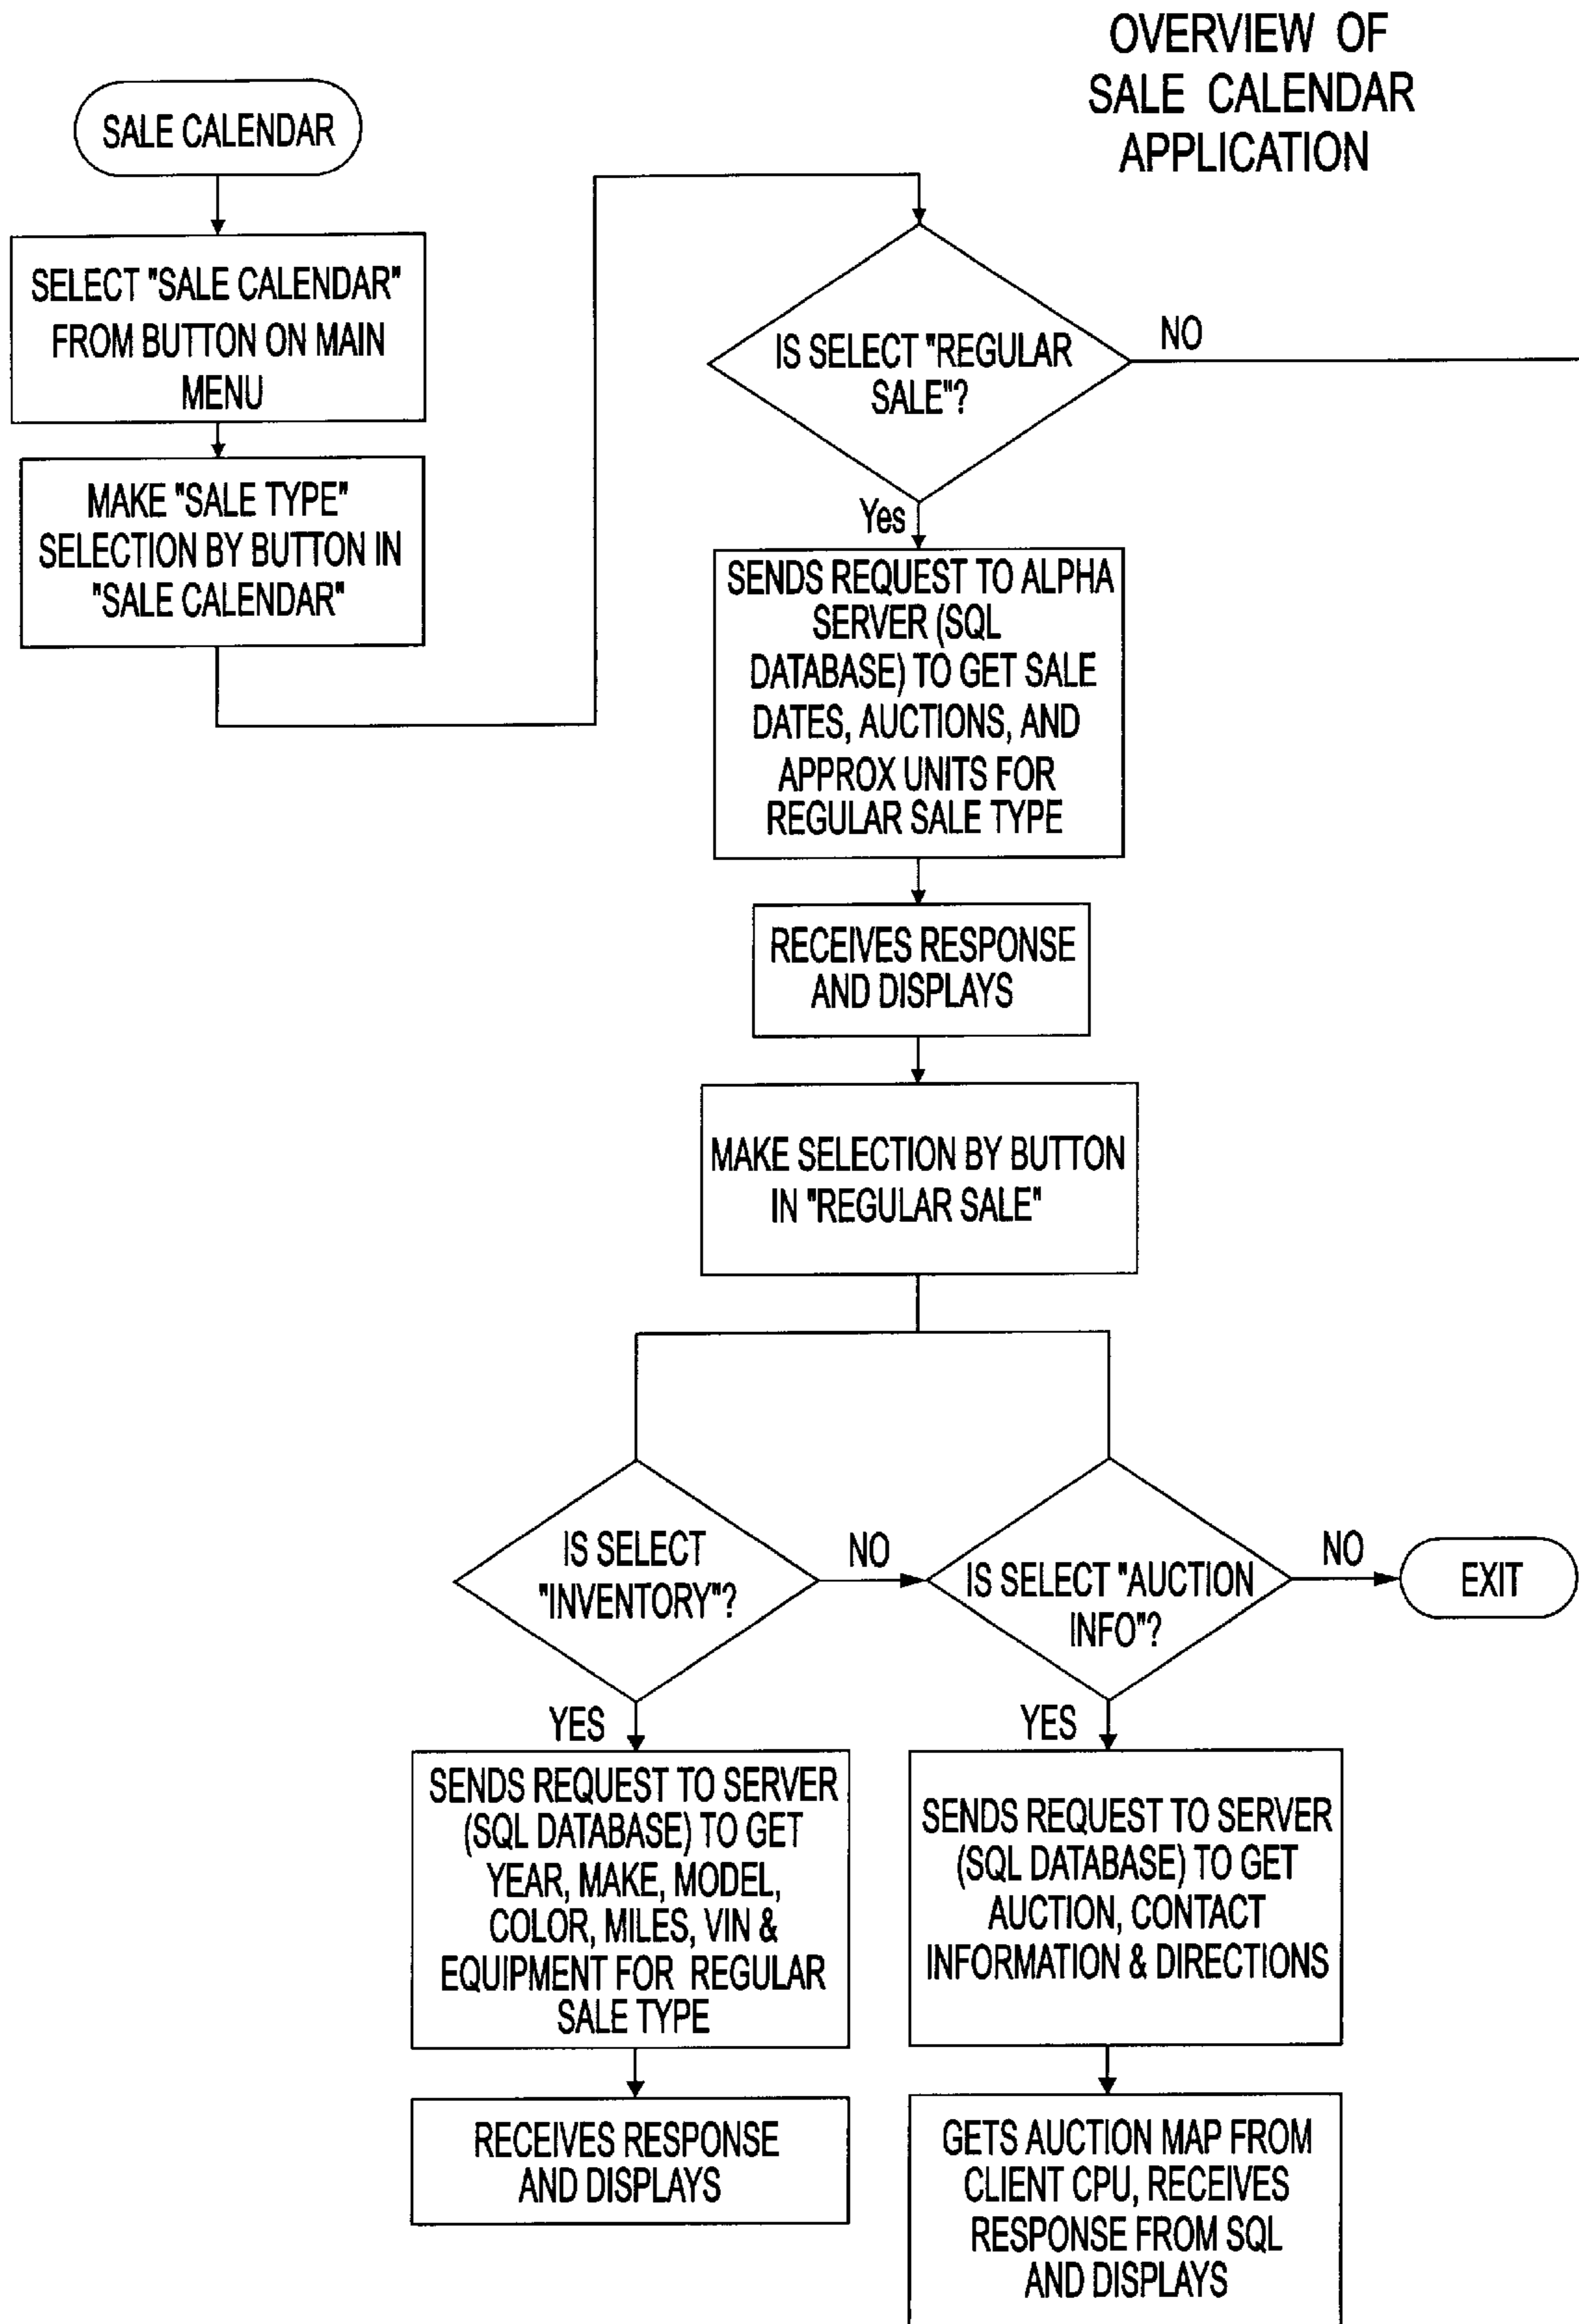 OVERVIEW OF
SALE CALENDAR
APPLICATION
SALE CALENDAR
SELECT "SALE CALENDAR"
FROM BUTTON ON MAIN
MENU
MAKE "SALE TYPE"
SELECTION BY BUTTON IN
"SALE CALENDAR"
IS SELECT "REGULAR
SALE"?
NO
Yes
SENDS REQUEST TO ALPHA
SERVER (SQL
DATABASE) TO GET SALE
DATES, AUCTIONS, AND
APPROX UNITS FOR
REGULAR SALE TYPE
RECEIVES RESPONSE
AND DISPLAYS
MAKE SELECTION BY BUTTON
IN "REGULAR SALE"
IS SELECT
"INVENTORY"?
NO
IS SELECT "AUCTION
INFO"?
NO
EXIT
YES
SENDS REQUEST TO SERVER
(SQL DATABASE) TO GET
YEAR, MAKE, MODEL,
COLOR, MILES, VIN &
EQUIPMENT FOR REGULAR
SALE TYPE
RECEIVES RESPONSE
AND DISPLAYS
YES
SENDS REQUEST TO SERVER
(SQL DATABASE) TO GET
AUCTION, CONTACT
INFORMATION & DIRECTIONS
GETS AUCTION MAP FROM
CLIENT CPU, RECEIVES
RESPONSE FROM SQL
AND DISPLAYS